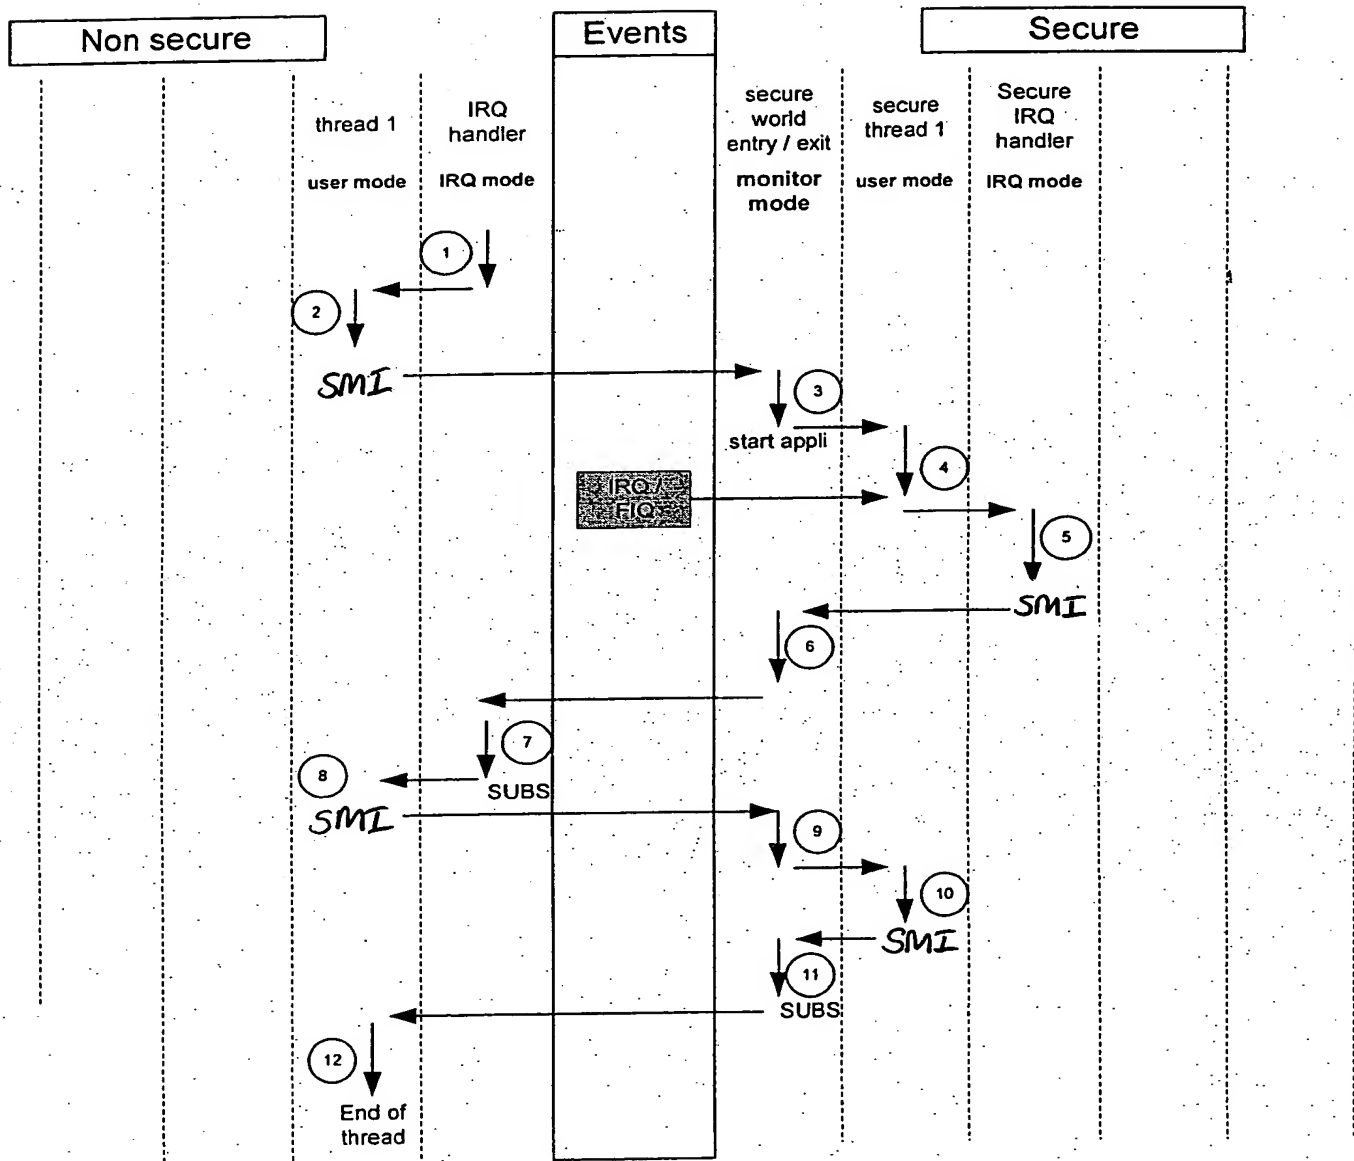 Non secure
Events
Secure
thread 1
user mode
IRQ
handler
IRQ mode
secure
world
entry / exit
monitor
mode
secure
thread 1
user mode
Secure
IRQ
handler
IRQ mode
1
2
SMI
3
start appli
4
IRQ /
FIQ
5
SMI
6
7
8
SUBS
SMI
9
10
SMI
11
SUBS
12
End of
thread